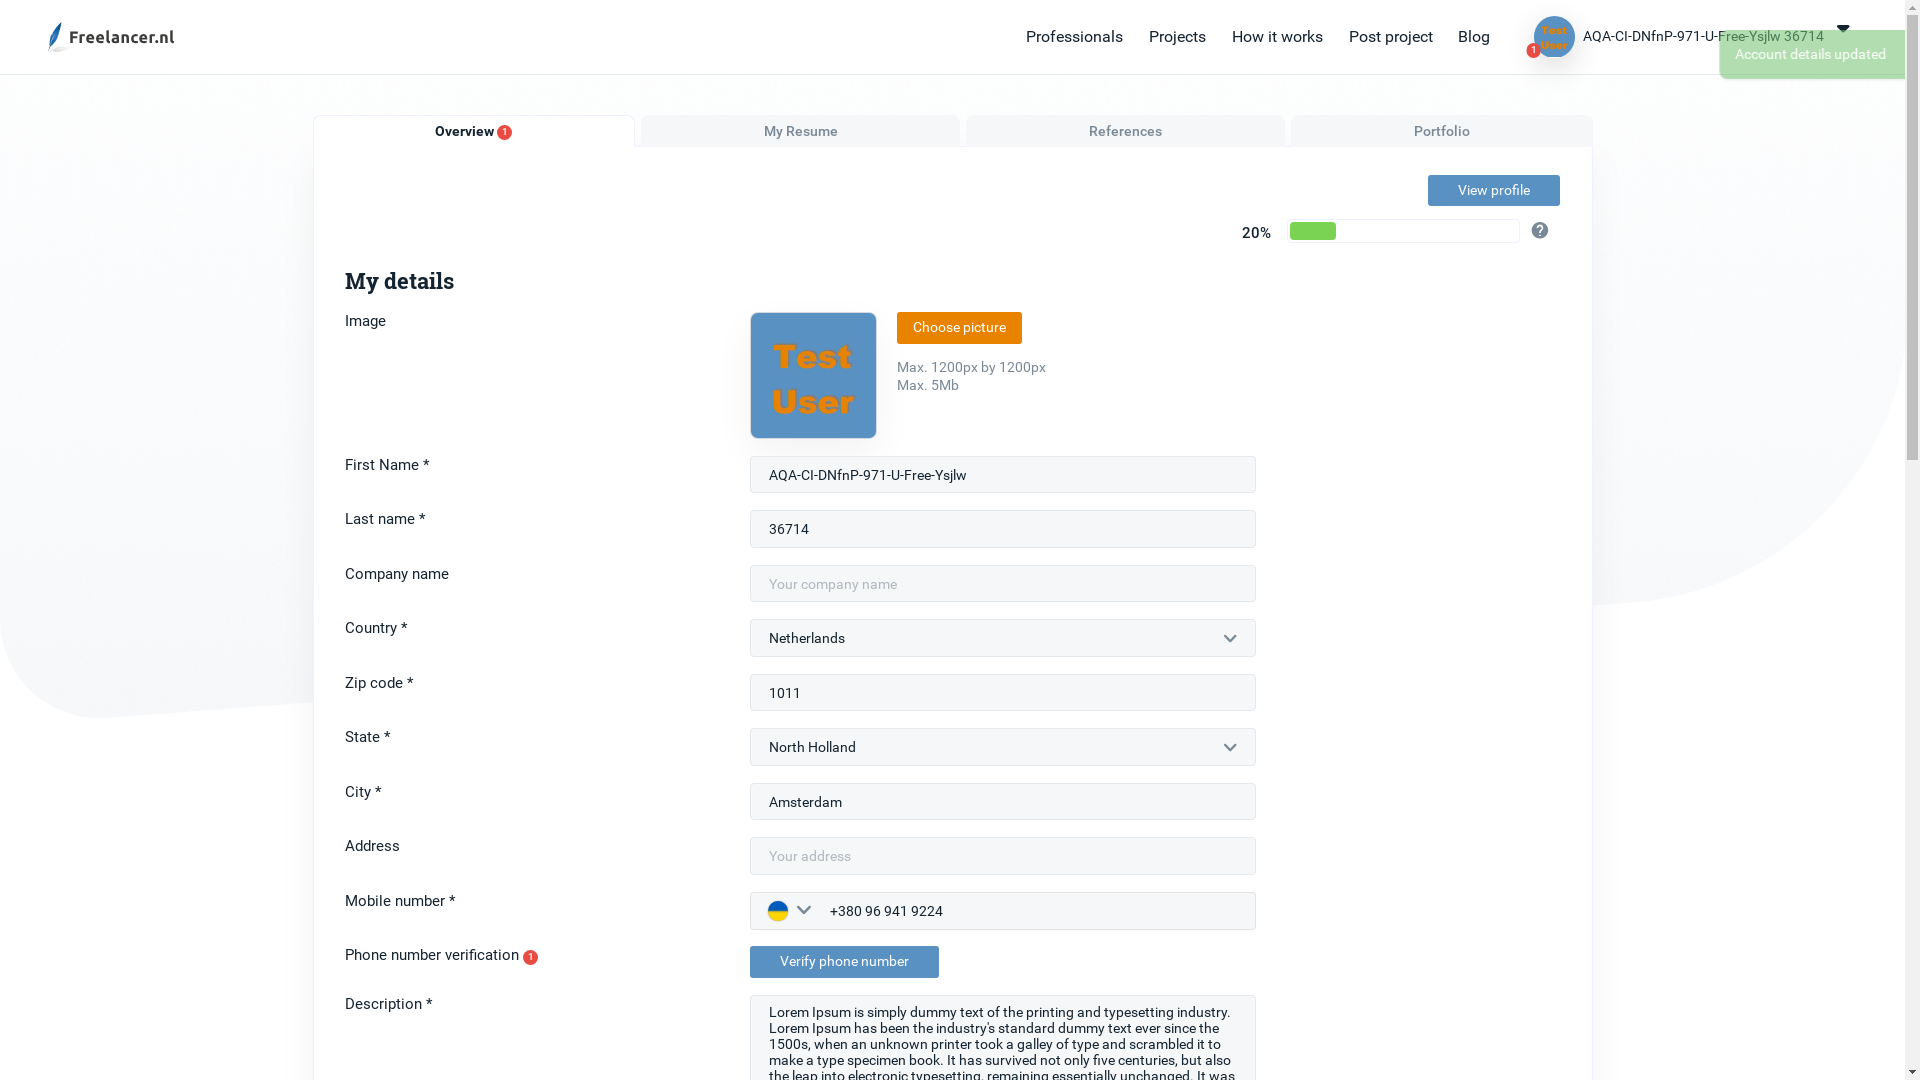 Freelancer.nl
Professionals
Projects
How it works
Post project
Blog
Test
User
1
AQA-CI-DNfnP-971-U-Free-Ysjlw 36714
Account details updated
Overview 1
My Resume
References
Portfolio
View profile
20%
?
My details
Image
Test
User
Choose picture
Max. 1200px by 1200px
Max. 5Mb
First Name *
AQA-CI-DNfnP-971-U-Free-Ysjlw
Last name *
36714
Company name
Your company name
Country *
Netherlands
Zip code *
1011
State *
North Holland
City *
Amsterdam
Address
Your address
Mobile number *
+380 96 941 9224
Phone number verification 1
Verify phone number
Description *
Lorem Ipsum is simply dummy text of the printing and typesetting industry.
Lorem Ipsum has been the industry's standard dummy text ever since the
1500s, when an unknown printer took a galley of type and scrambled it to
make a type specimen book. It has survived not only five centuries, but also
the leap into electronic typesetting, remaining essentially unchanged. It was